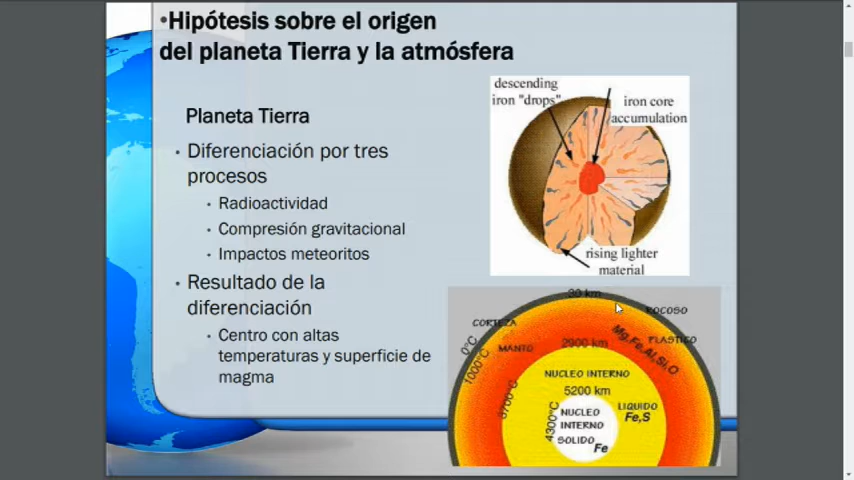 •Hipótesis sobre el origen
del planeta Tierra y la atmósfera
Planeta Tierra
• Diferenciación por tres
procesos
• Radioactividad
• Compresión gravitacional
• Impactos meteoritos
• Resultado de la
diferenciación
• Centro con altas
temperaturas y superficie de
magma
descending
iron "drops"
iron core
accumulation
rising lighter
material
30 km
CORTEZA
ROCOSO
0°C
1000°C
MANTO
2900 km
PLASTICO
Mg,Fe,Al,Si,O
3700°C
NUCLEO INTERNO
5200 km
4300°C
NUCLEO
INTERNO
SOLIDO
Fe
LIQUIDO
Fe,S